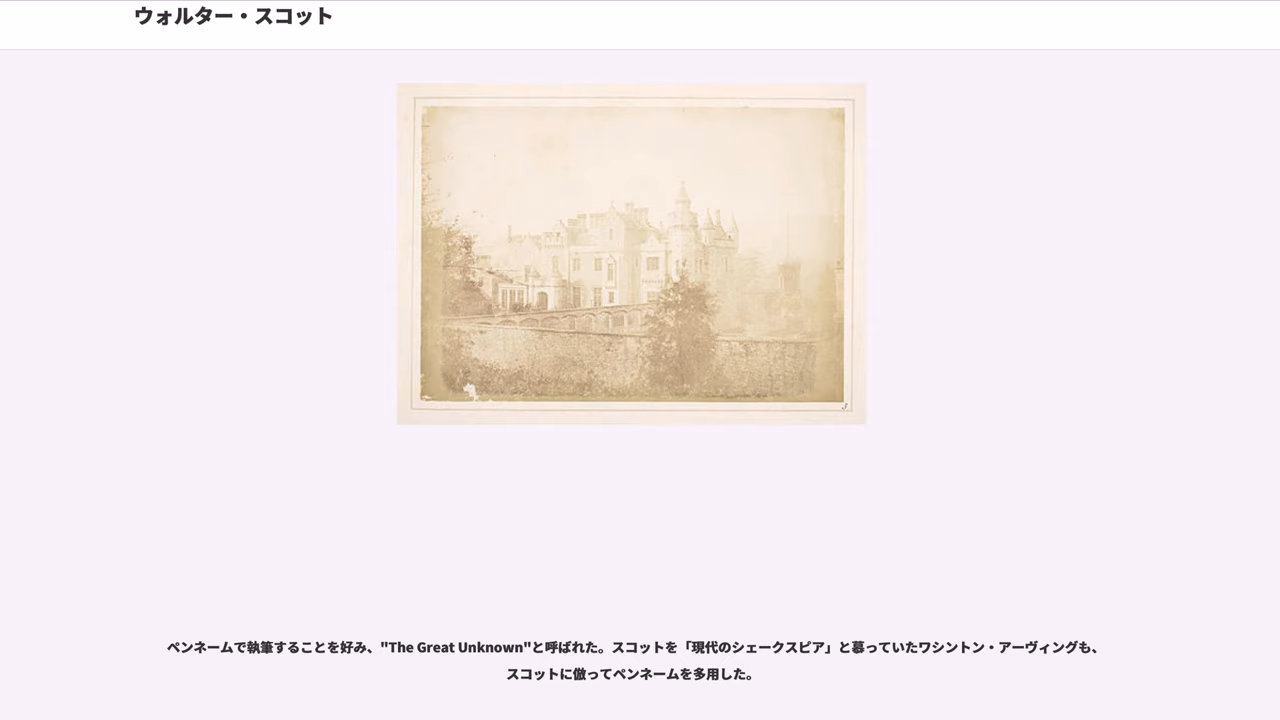 ウォルター・スコット
3
ペンネームで執筆することを好み、"The Great Unknown"と呼ばれた。スコットを「現代のシェークスピア」と慕っていたワシントン・アーヴィングも、
スコットに倣ってペンネームを多用した。